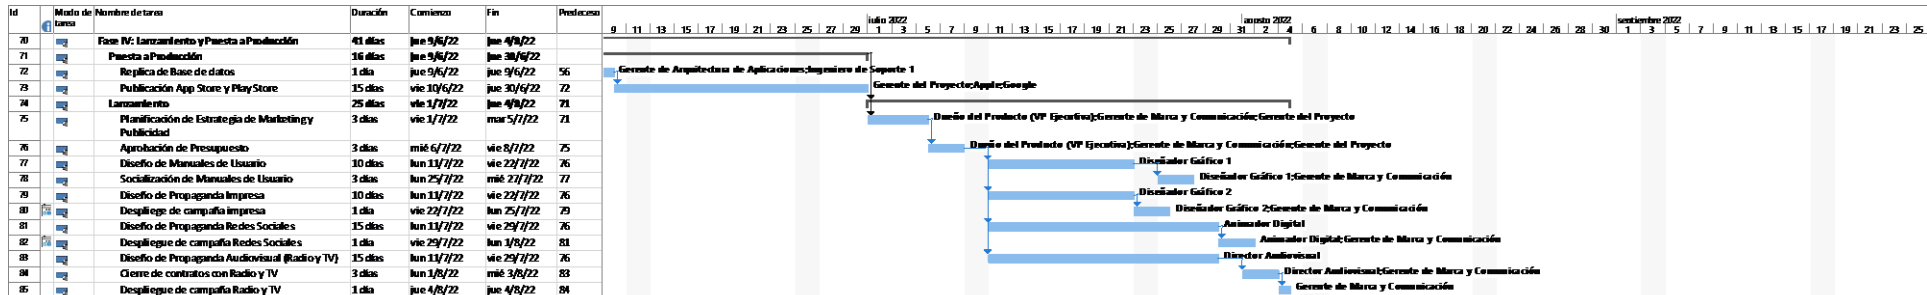 Id Modo de tarea Nombre de tarea Duración Comienzo Fin Predeceso
julio 2022 agosto 2022 septiembre 2022
9 11 13 15 17 19 21 23 25 27 29 1 3 5 7 9 11 13 15 17 19 21 23 25 27 29 31 2 4 6 8 10 12 14 16 18 20 22 24 26 28 30 1 3 5 7 9 11 13 15 17 19 21 23 25
70 Fase IV: Lanzamiento y Puesta a Producción 41 días jue 9/6/22 jue 4/8/22
71 Puesta a Producción 16 días jue 9/6/22 jue 30/6/22
72 Replica de Base de datos 1 día jue 9/6/22 jue 9/6/22 56 Gerente de Arquitectura de Aplicaciones;Ingeniero de Soporte 1
73 Publicación App Store y Play Store 15 días vie 10/6/22 jue 30/6/22 72 Gerente del Proyecto;Apple;Google
74 Lanzamiento 25 días vie 1/7/22 jue 4/8/22 71
75 Planificación de Estrategia de Marketing y Publicidad 3 días vie 1/7/22 mar 5/7/22 71 Dueño del Producto (VP Ejecutiva);Gerente de Marca y Comunicación;Gerente del Proyecto
76 Aprobación de Presupuesto 3 días mié 6/7/22 vie 8/7/22 75 Dueño del Producto (VP Ejecutiva);Gerente de Marca y Comunicación;Gerente del Proyecto
77 Diseño de Manuales de Usuario 10 días lun 11/7/22 vie 22/7/22 76 Diseñador Gráfico 1
78 Socialización de Manuales de Usuario 3 días lun 25/7/22 mié 27/7/22 77 Diseñador Gráfico 1;Gerente de Marca y Comunicación
79 Diseño de Propaganda Impresa 10 días lun 11/7/22 vie 22/7/22 76 Diseñador Gráfico 2
80 Despliege de campaña impresa 1 día vie 22/7/22 lun 25/7/22 79 Diseñador Gráfico 2;Gerente de Marca y Comunicación
81 Diseño de Propaganda Redes Sociales 15 días lun 11/7/22 vie 29/7/22 76 Animador Digital
82 Despliegue de campaña Redes Sociales 1 día vie 29/7/22 lun 1/8/22 81 Animador Digital;Gerente de Marca y Comunicación
83 Diseño de Propaganda Audiovisual (Radio y TV) 15 días lun 11/7/22 vie 29/7/22 76 Director Audiovisual
84 Cierre de contratos con Radio y TV 3 días lun 1/8/22 mié 3/8/22 83 Director Audiovisual;Gerente de Marca y Comunicación
85 Despliegue de campaña Radio y TV 1 día jue 4/8/22 jue 4/8/22 84 Gerente de Marca y Comunicación